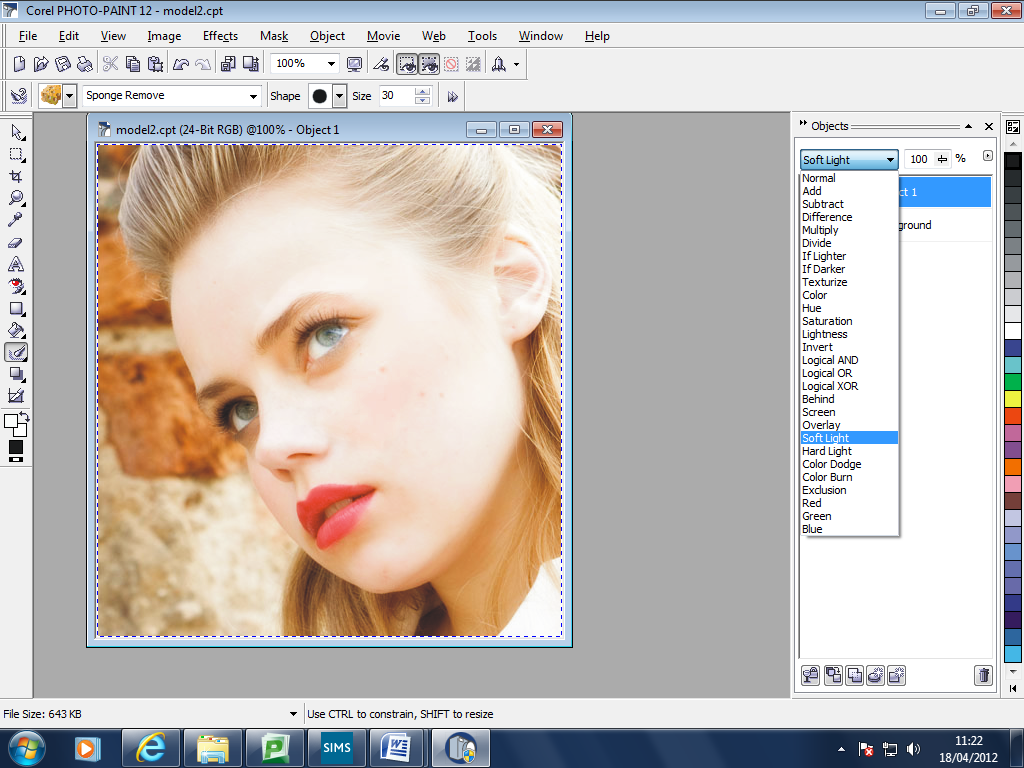 Corel PHOTO-PAINT 12 - model2.cpt
File Edit View Image Effects Mask Object Movie Web Tools Window Help
100%
Sponge Remove Shape Size 30
model2.cpt (24-Bit RGB) @100% - Object 1
Objects
Soft Light 100 %
Normal
Add
Subtract
Difference
Multiply
Divide
If Lighter
If Darker
Texturize
Color
Hue
Saturation
Lightness
Invert
Logical AND
Logical OR
Logical XOR
Behind
Screen
Overlay
Soft Light
Hard Light
Color Dodge
Color Burn
Exclusion
Red
Green
Blue
ct 1
ground
File Size: 643 KB Use CTRL to constrain, SHIFT to resize
SIMS
11:22
18/04/2012